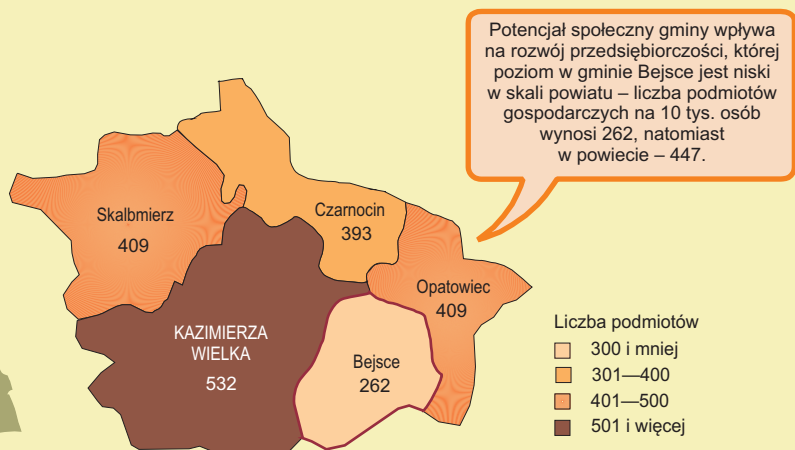 Potencjał społeczny gminy wpływa
na rozwój przedsiębiorczości, której
poziom w gminie Bejsce jest niski
w skali powiatu – liczba podmiotów
gospodarczych na 10 tys. osób
wynosi 262, natomiast
w powiecie – 447.
Skalbmierz
409
Czarnocin
393
Opatowiec
409
KAZIMIERZA
WIELKA
532
Bejsce
262
Liczba podmiotów
300 i mniej
301—400
401—500
501 i więcej